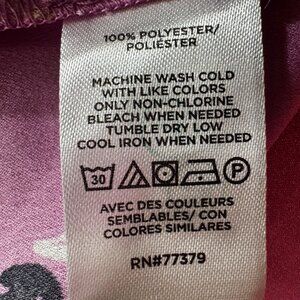 100% POLYESTER/
POLIÉSTER
MACHINE WASH COLD
WITH LIKE COLORS
ONLY NON-CHLORINE
BLEACH WHEN NEEDED
TUMBLE DRY LOW
COOL IRON WHEN NEEDED
30 P
AVEC DES COULEURS
SEMBLABLES/ CON
COLORES SIMILARES
RN#77379